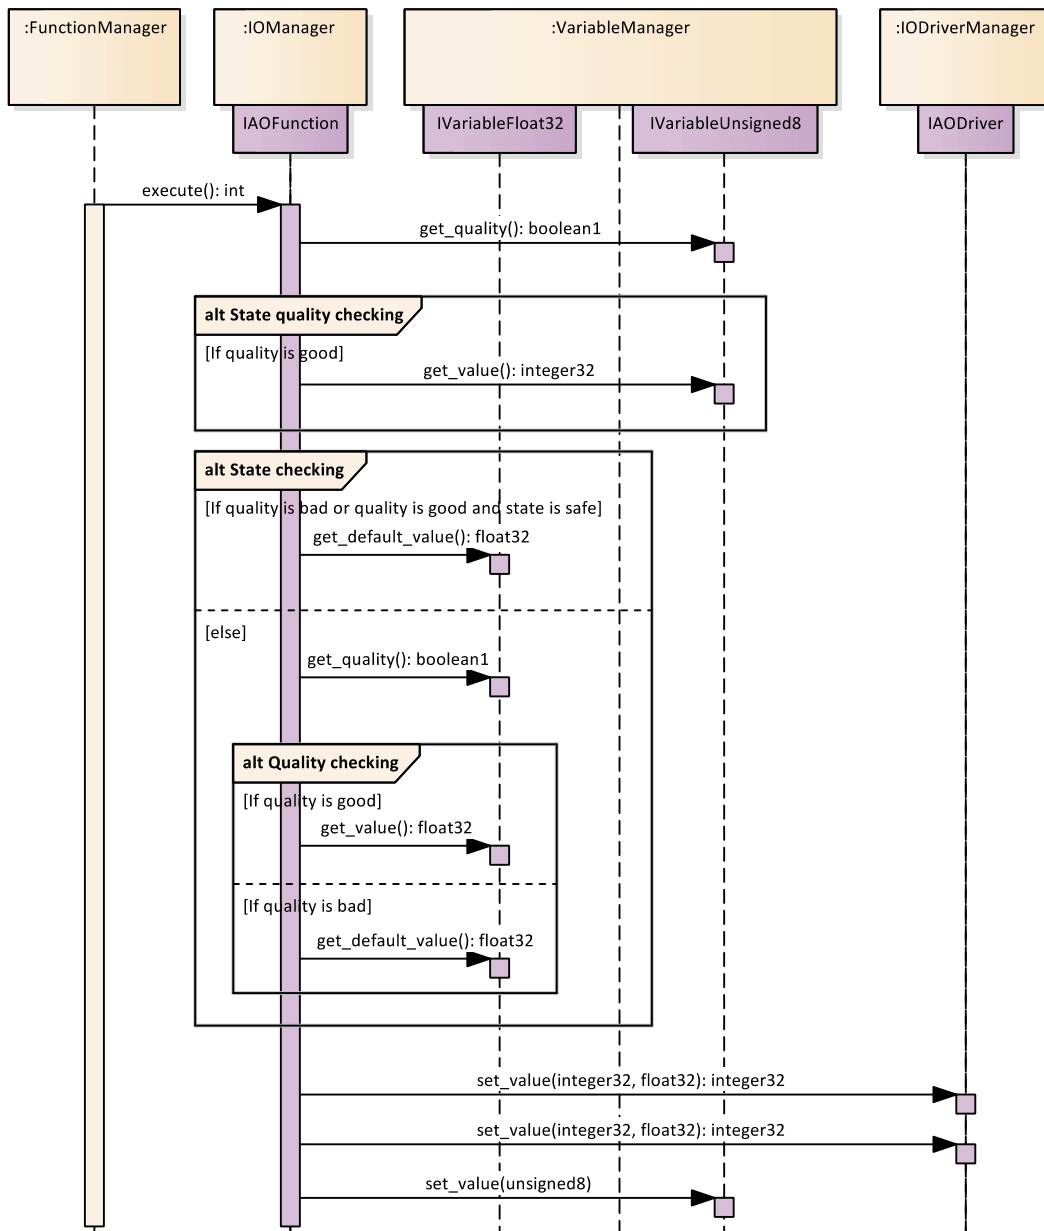 :FunctionManager
:IOManager
:VariableManager
:IODriverManager
IAOFunction
IVariableFloat32
IVariableUnsigned8
IAODriver
execute(): int
get_quality(): boolean1
alt State quality checking
[If quality is good]
get_value(): integer32
alt State checking
[If quality is bad or quality is good and state is safe]
get_default_value(): float32
[else]
get_quality(): boolean1
alt Quality checking
[If quality is good]
get_value(): float32
[If quality is bad]
get_default_value(): float32
set_value(integer32, float32): integer32
set_value(integer32, float32): integer32
set_value(unsigned8)